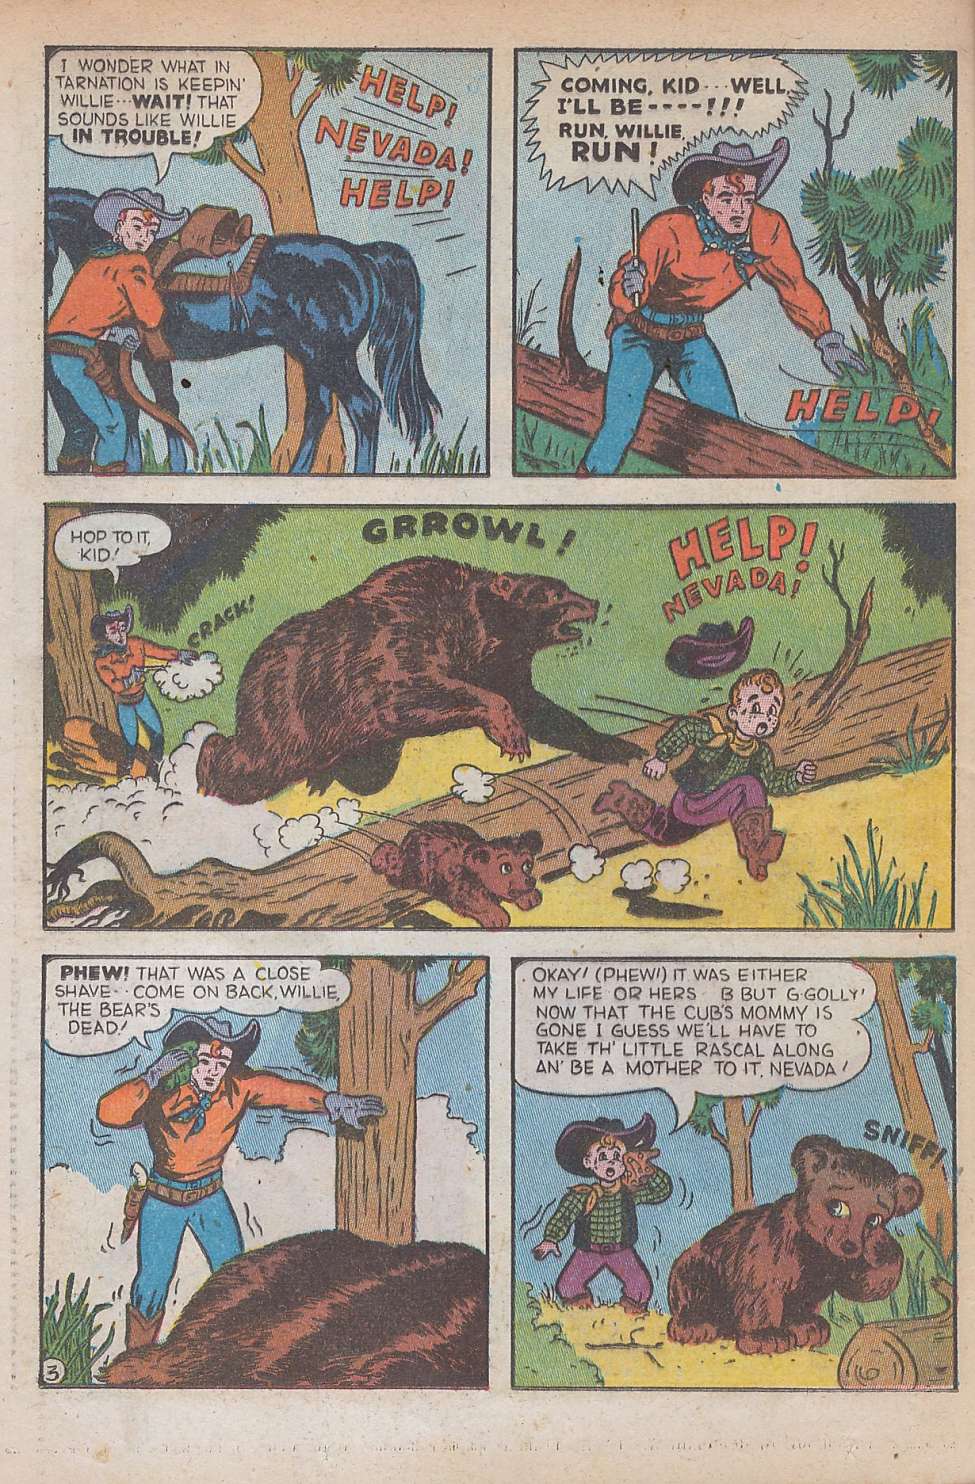 I WONDER WHAT IN
TARNATION IS KEEPIN'
WILLIE--WAIT! THAT
SOUNDS LIKE WILLIE
IN TROUBLE!
HELP!
NEVADA!
HELP!
COMING, KID --- WELL,
I'LL BE ----!!!
RUN, WILLIE,
RUN!
HELP!
HOP TO IT,
KID!
CRACK!
GRROWL!
HELP!
NEVADA!
PHEW! THAT WAS A CLOSE
SHAVE-- COME ON BACK, WILLIE,
THE BEAR'S
DEAD!
3
OKAY! (PHEW!) IT WAS EITHER
MY LIFE OR HERS B BUT G-GOLLY!
NOW THAT THE CUB'S MOMMY IS
GONE I GUESS WE'LL HAVE TO
TAKE TH' LITTLE RASCAL ALONG
AN' BE A MOTHER TO IT, NEVADA!
SNIFF!